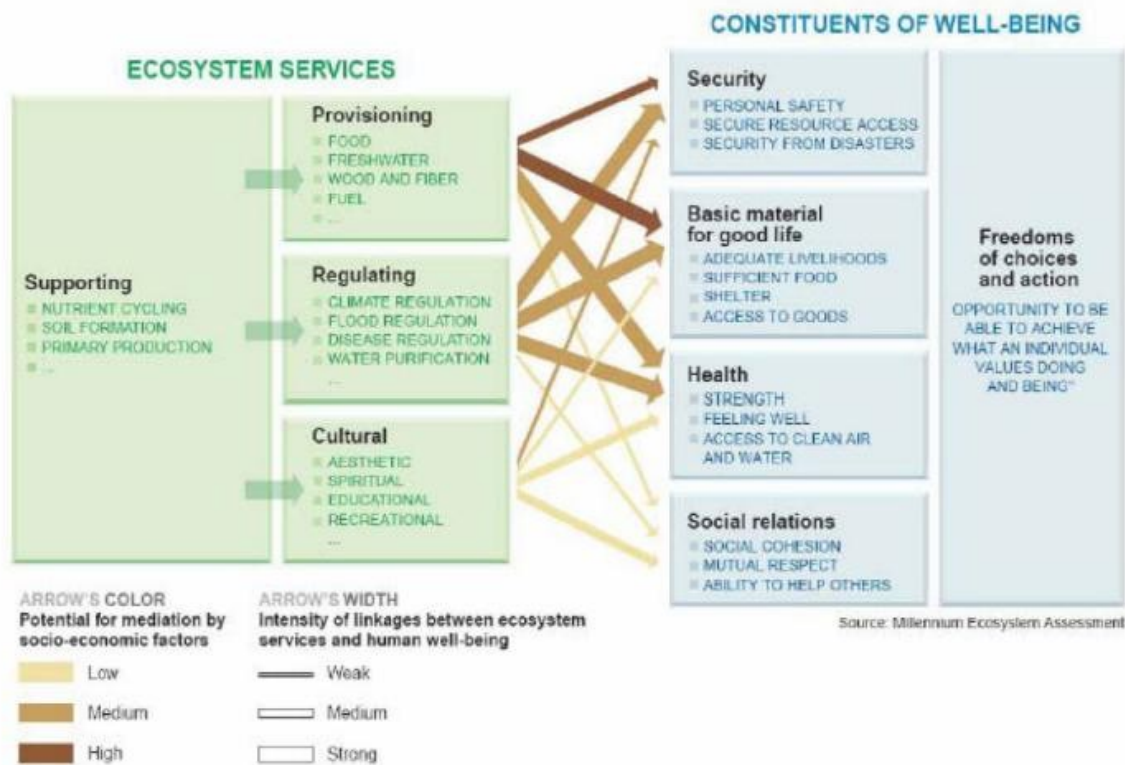 CONSTITUENTS OF WELL-BEING
ECOSYSTEM SERVICES
Supporting
NUTRIENT CYCLING
SOIL FORMATION
PRIMARY PRODUCTION
...
Provisioning
FOOD
FRESHWATER
WOOD AND FIBER
FUEL
...
Regulating
CLIMATE REGULATION
FLOOD REGULATION
DISEASE REGULATION
WATER PURIFICATION
...
Cultural
AESTHETIC
SPIRITUAL
EDUCATIONAL
RECREATIONAL
...
Security
PERSONAL SAFETY
SECURE RESOURCE ACCESS
SECURITY FROM DISASTERS
Basic material
for good life
ADEQUATE LIVELIHOODS
SUFFICIENT FOOD
SHELTER
ACCESS TO GOODS
Health
STRENGTH
FEELING WELL
ACCESS TO CLEAN AIR
AND WATER
Social relations
SOCIAL COHESION
MUTUAL RESPECT
ABILITY TO HELP OTHERS
Freedoms
of choices
and action
OPPORTUNITY TO BE
ABLE TO ACHIEVE
WHAT AN INDIVIDUAL
VALUES DOING
AND BEING"
Source: Millennium Ecosystem Assessment
ARROW'S COLOR
Potential for mediation by
socio-economic factors
Low
Medium
High
ARROW'S WIDTH
Intensity of linkages between ecosystem
services and human well-being
Weak
Medium
Strong